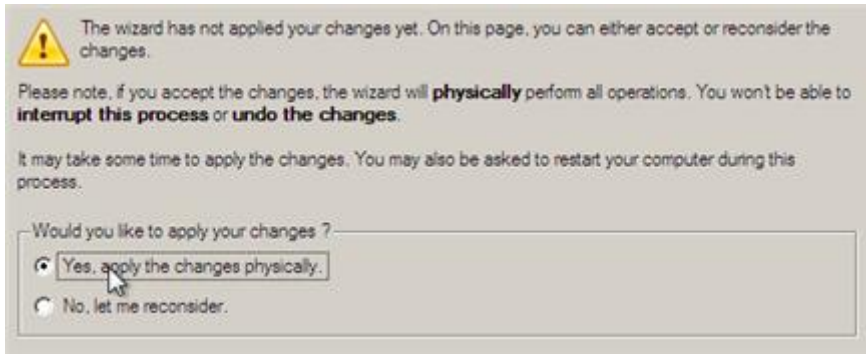 The wizard has not applied your changes yet. On this page, you can either accept or reconsider the
changes.
Please note, if you accept the changes, the wizard will physically perform all operations. You won't be able to
interrupt this process or undo the changes.
It may take some time to apply the changes. You may also be asked to restart your computer during this
process.
Would you like to apply your changes ?
Yes, apply the changes physically.
No, let me reconsider.